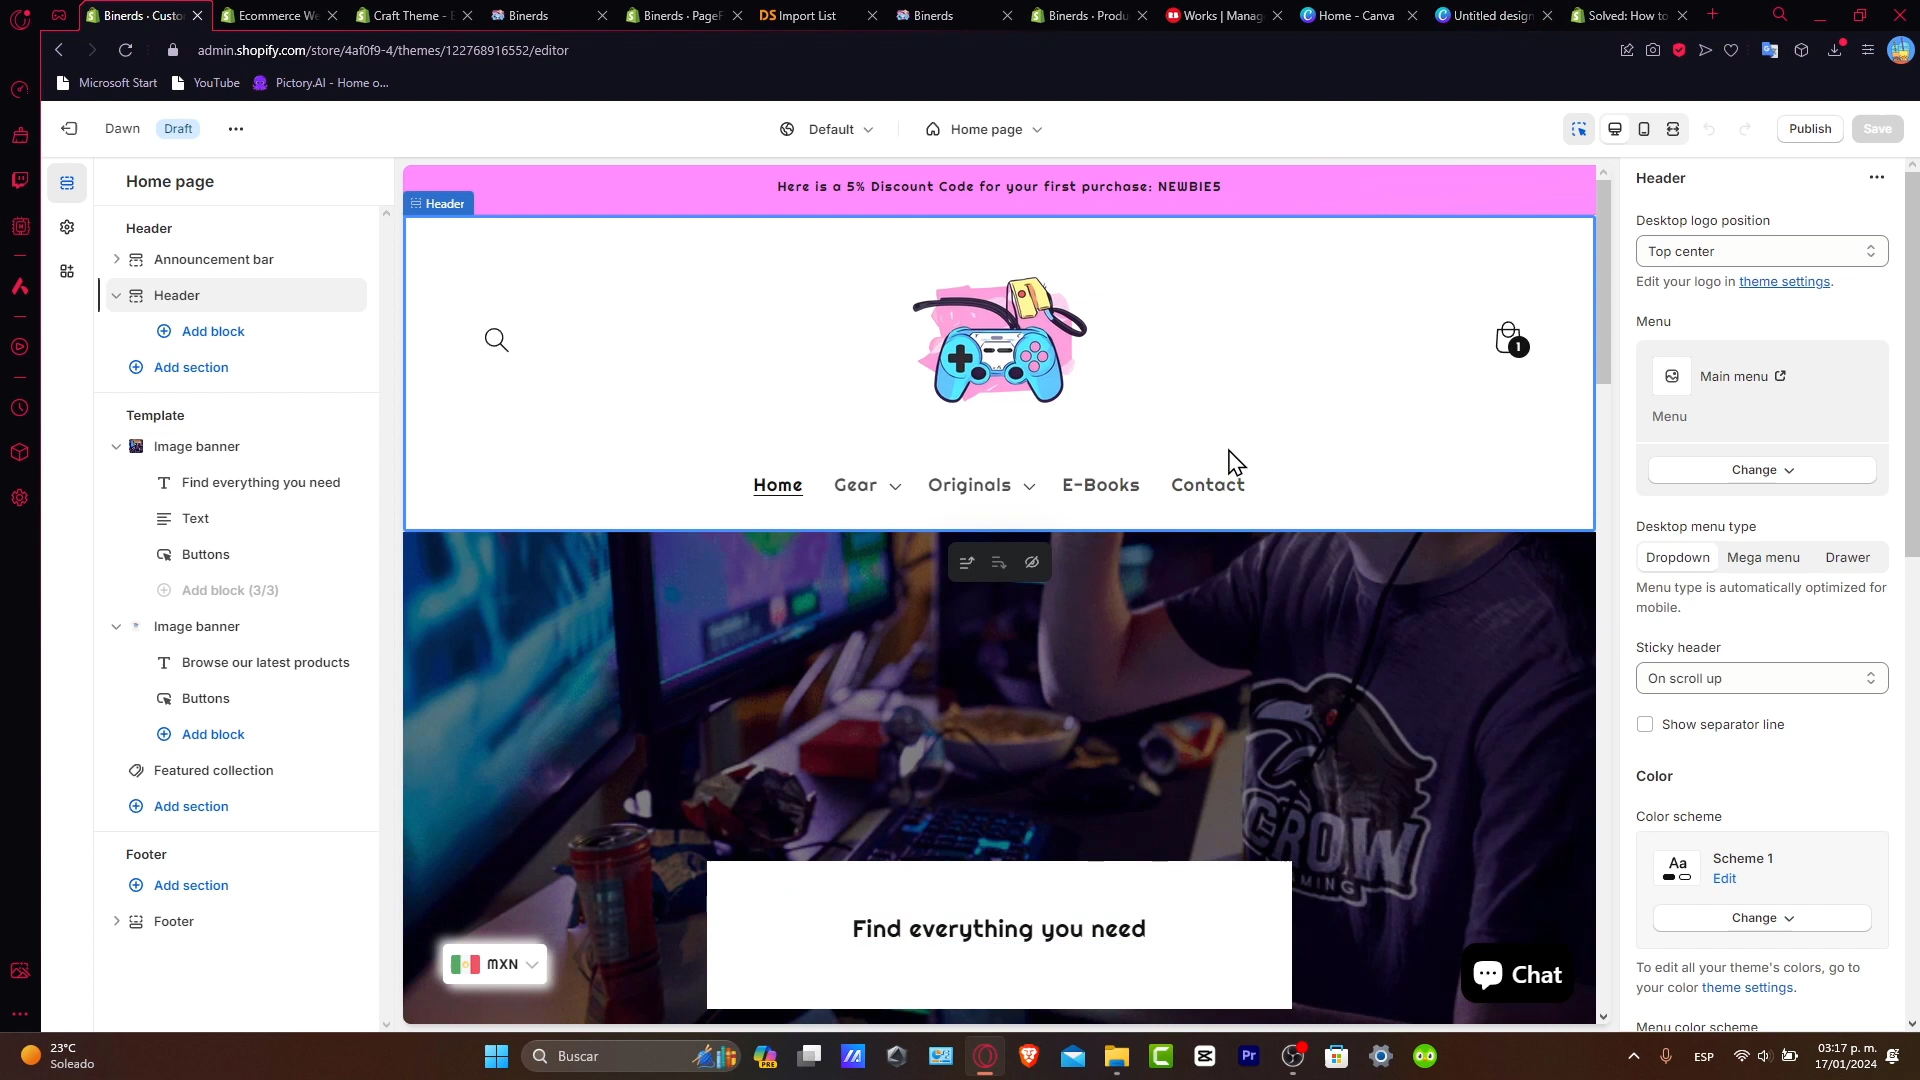 Binerds · Custo
Ecommerce We
Craft Theme - E
Binerds
Binerds · PageF
DS Import List
Binerds
Binerds · Produ
Works | Manag
Home - Canva
Untitled design
Solved: How to
admin.shopify.com/store/4af0f9-4/themes/122768916552/editor
Microsoft Start
YouTube
Pictory.AI - Home o...
Dawn
Draft
Default
Home page
Publish
Save
Home page
Header
Announcement bar
Header
Add block
Add section
Template
Image banner
Find everything you need
Text
Buttons
Add block (3/3)
Image banner
Browse our latest products
Buttons
Add block
Featured collection
Add section
Footer
Add section
Footer
Here is a 5% Discount Code for your first purchase: NEWBIE5
Header
1
Home
Gear
Originals
E-Books
Contact
GROW
GAMING
Find everything you need
MXN
Chat
Header
Desktop logo position
Top center
Edit your logo in theme settings.
Menu
Main menu
Menu
Change
Desktop menu type
Dropdown
Mega menu
Drawer
Menu type is automatically optimized for
mobile.
Sticky header
On scroll up
Show separator line
Color
Color scheme
Aa
Scheme 1
Edit
Change
To edit all your theme's colors, go to
your color theme settings.
Menu color scheme
23°C
Soleado
Buscar
PRE
Pr
ESP
03:17 p. m.
17/01/2024